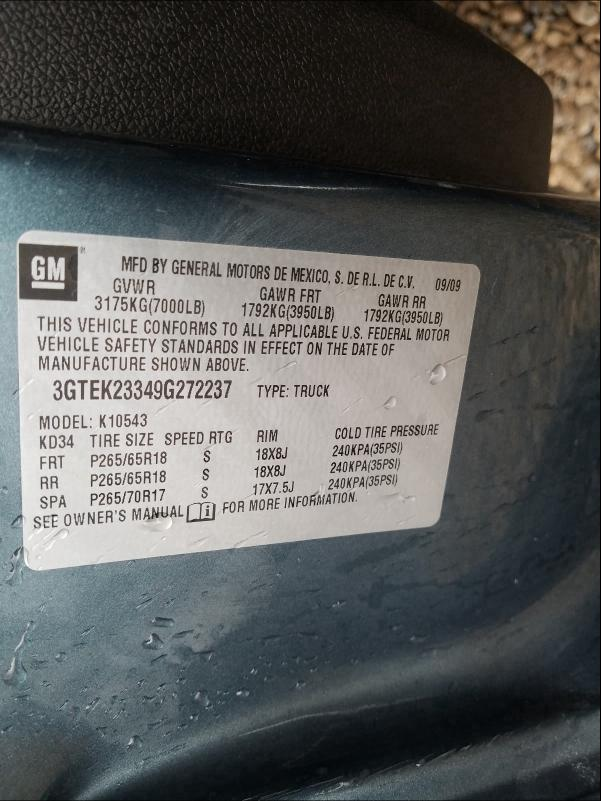 GM
MFD BY GENERAL MOTORS DE MEXICO, S. DE R.L. DE C.V. 09/09
GVWR GAWR FRT GAWR RR
3175KG(7000LB) 1792KG(3950LB) 1792KG(3950LB)
THIS VEHICLE CONFORMS TO ALL APPLICABLE U.S. FEDERAL MOTOR
VEHICLE SAFETY STANDARDS IN EFFECT ON THE DATE OF
MANUFACTURE SHOWN ABOVE.
3GTEK23349G272237 TYPE: TRUCK
MODEL: K10543
KD34 TIRE SIZE SPEED RTG RIM COLD TIRE PRESSURE
FRT P265/65R18 S 18X8J 240KPA(35PSI)
RR P265/65R18 S 18X8J 240KPA(35PSI)
SPA P265/70R17 S 17X7.5J 240KPA(35PSI)
SEE OWNER'S MANUAL i FOR MORE INFORMATION.